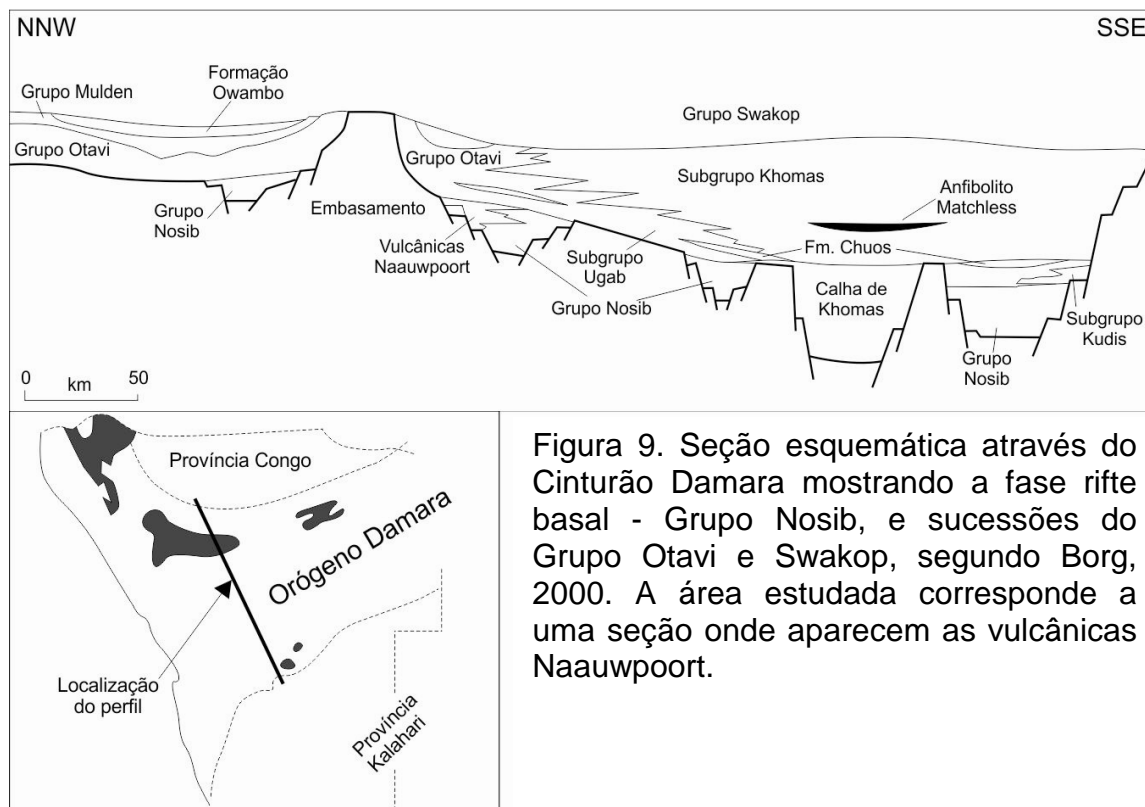 NNW
SSE
Formação
Owambo
Grupo Mulden
Grupo Swakop
Grupo Otavi
Grupo Otavi
Subgrupo Khomas
Anfibolito
Matchless
Grupo
Nosib
Embasamento
Vulcânicas
Naauwpoort
Subgrupo
Ugab
Fm. Chuos
Grupo Nosib
Calha de
Khomas
Subgrupo
Kudis
Grupo
Nosib
0 km 50
Província Congo
Orógeno Damara
Localização
do perfil
Província
Kalahari
Figura 9. Seção esquemática através do
Cinturão Damara mostrando a fase rifte
basal - Grupo Nosib, e sucessões do
Grupo Otavi e Swakop, segundo Borg,
2000. A área estudada corresponde a
uma seção onde aparecem as vulcânicas
Naauwpoort.